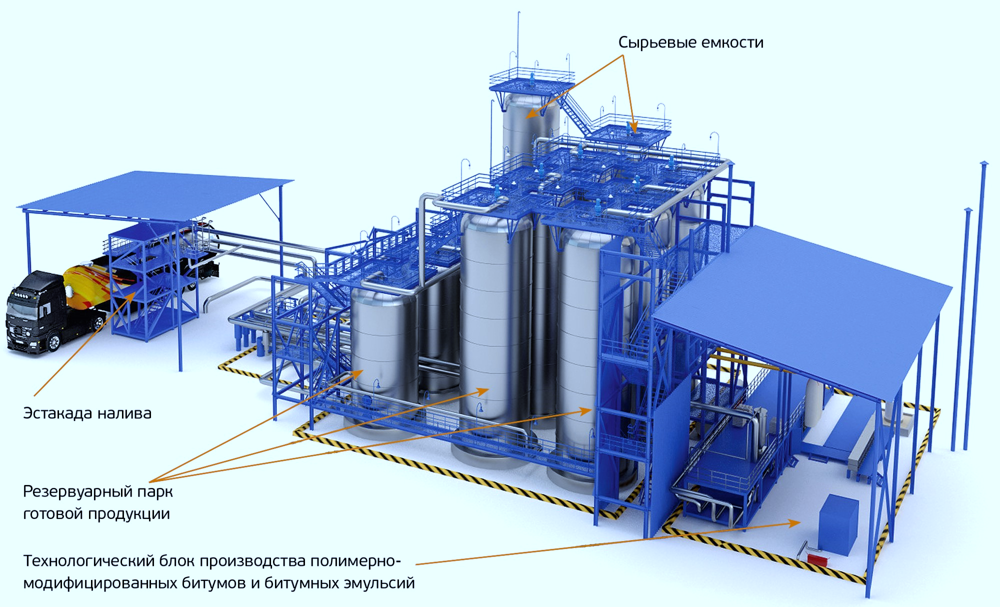 Сырьевые емкости
Эстакада налива
Резервуарный парк
готовой продукции
Технологический блок производства полимерно-
модифицированных битумов и битумных эмульсий